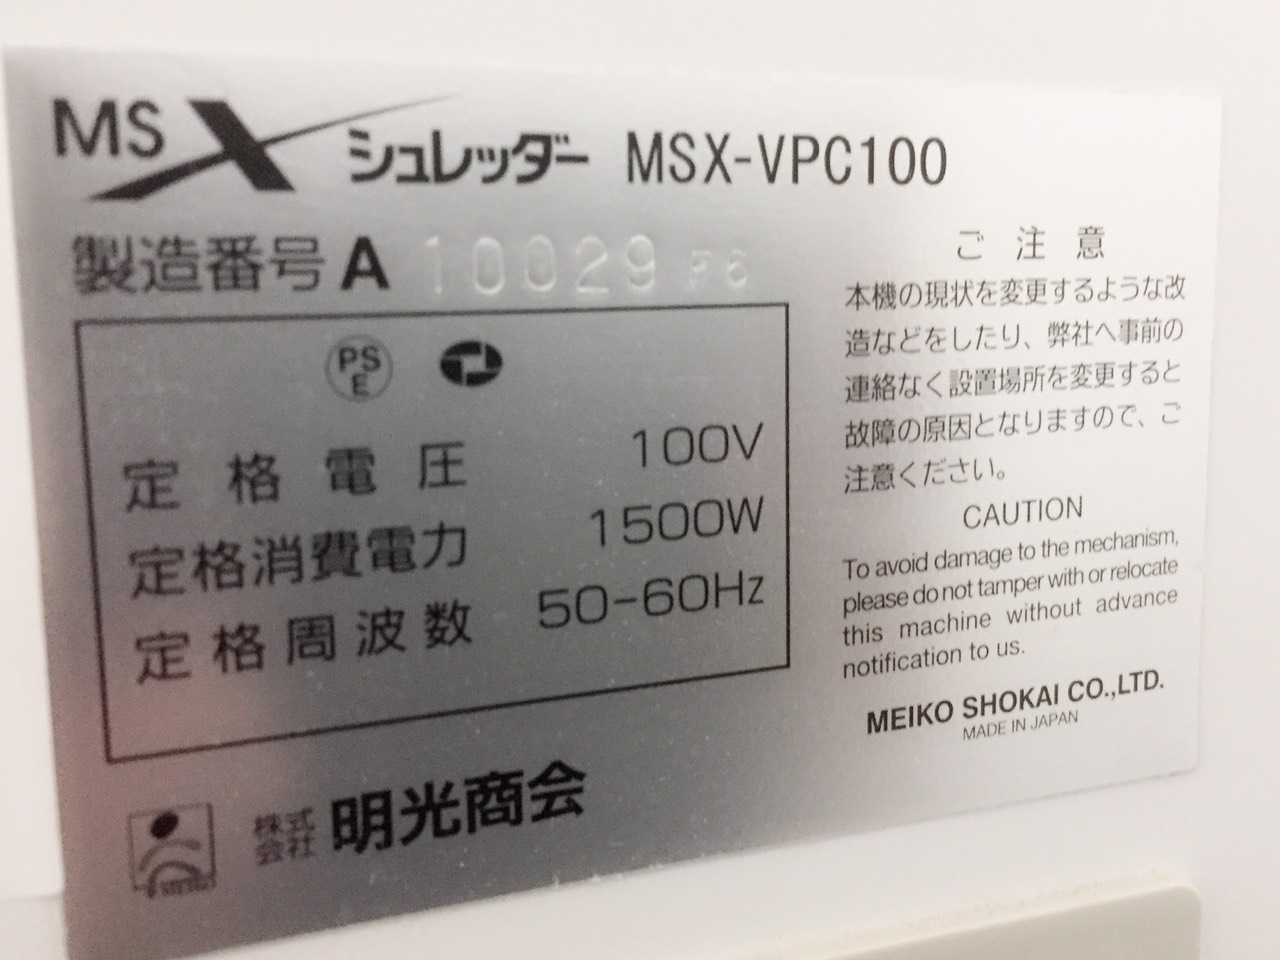 MSX シュレッダー MSX-VPC100
製造番号 A 10029 F6
PS
E
定格電圧 100V
定格消費電力 1500W
定格周波数 50-60Hz
株式会社 明光商会
ご注意
本機の現状を変更するような改
造などをしたり、弊社へ事前の
連絡なく設置場所を変更すると
故障の原因となりますので、ご
注意ください。
CAUTION
To avoid damage to the mechanism,
please do not tamper with or relocate
this machine without advance
notification to us.
MEIKO SHOKAI CO.,LTD.
MADE IN JAPAN